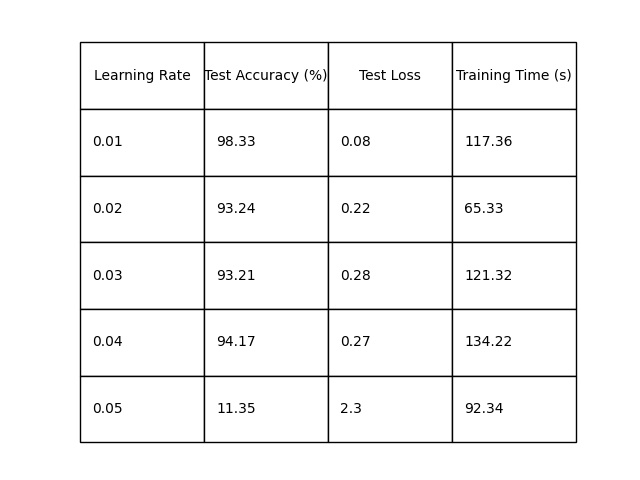 Learning Rate Test Accuracy (%) Test Loss Training Time (s)
0.01 98.33 0.08 117.36
0.02 93.24 0.22 65.33
0.03 93.21 0.28 121.32
0.04 94.17 0.27 134.22
0.05 11.35 2.3 92.34